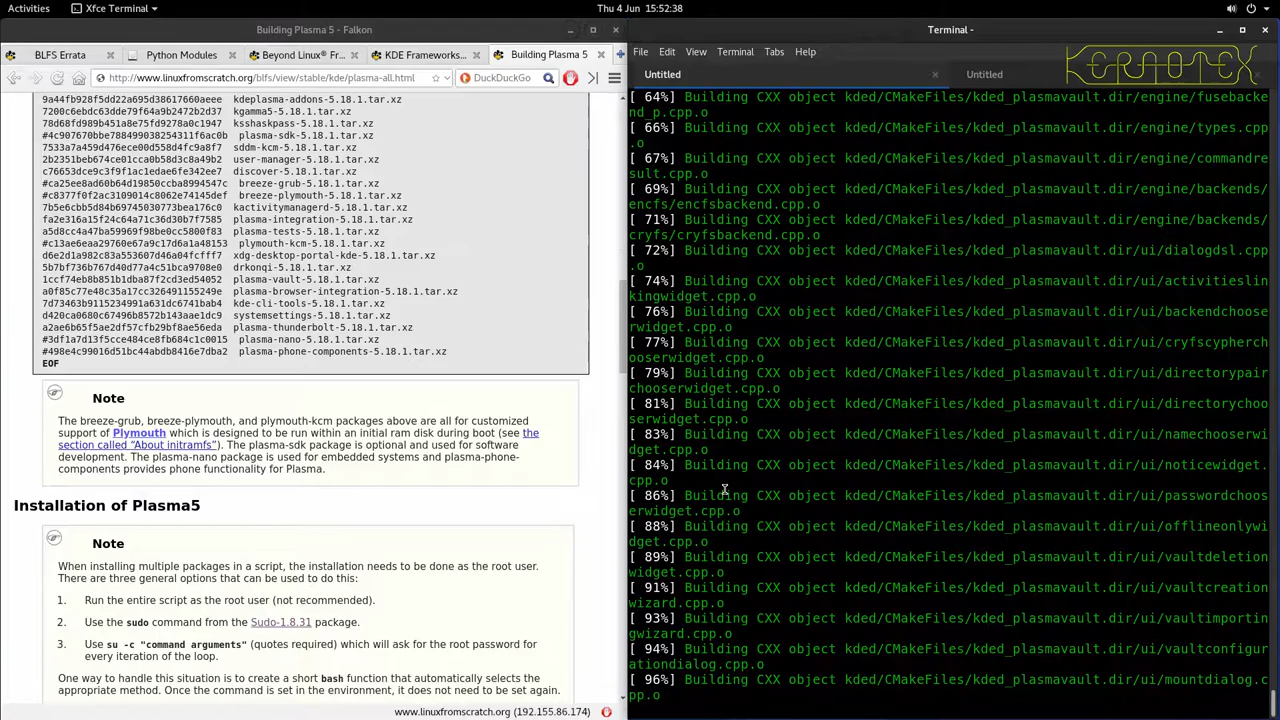 Activities Xfce Terminal Thu 4 Jun 15:52:38
Building Plasma 5 - Falkon
BLFS Errata Python Modules Beyond Linux® Fr... KDE Frameworks... Building Plasma 5
http://www.linuxfromscratch.org/blfs/view/stable/kde/plasma-all.html DuckDuckGo
9a44fb928f5dd22a695d38617660aeee kdeplasma-addons-5.18.1.tar.xz
7200c6ebdc63dde79f64a9b2472b2d37 kgamma5-5.18.1.tar.xz
78d68fd989b451a8e75fd9278a0c1947 ksshaskpass-5.18.1.tar.xz
#4c907670bbe788499038254311f6ac0b plasma-sdk-5.18.1.tar.xz
7533a7a459d476ece00d558d4fc9a8f7 sddm-kcm-5.18.1.tar.xz
2b2351beb674ce01cca0b58d3c8a49b2 user-manager-5.18.1.tar.xz
c76653dce9c3f9f1ac1edae6fe342ee7 discover-5.18.1.tar.xz
#ca25ee8ad60b64d19850ccba8994547c breeze-grub-5.18.1.tar.xz
#c8377f0f2ac3199014c8062e74145def breeze-plymouth-5.18.1.tar.xz
7b5e6cbb5d84b69745030773bea176c0 kactivitymanagerd-5.18.1.tar.xz
fa2e316a15f24c64a71c36d30b7f7585 plasma-integration-5.18.1.tar.xz
a5d8cc4a47ba59969f98be0cc5800f83 plasma-tests-5.18.1.tar.xz
#c13ae6eaa29760e67a9c17d6a1a48153 plymouth-kcm-5.18.1.tar.xz
d6e2d1a982c83a553607d46a04fcfff7 xdg-desktop-portal-kde-5.18.1.tar.xz
5b7bf736b767d40d77a4c51bca9708e0 drkonqi-5.18.1.tar.xz
1ccf74eb8b851b1dba87f2cd3ed54052 plasma-vault-5.18.1.tar.xz
a0f85c77e48c35a17cc326491155249e plasma-browser-integration-5.18.1.tar.xz
7d73463b9115234991a631dc6741bab4 kde-cli-tools-5.18.1.tar.xz
d420ca0680c67496b8572b143aae1dc9 systemsettings-5.18.1.tar.xz
a2ae6b65f5ae2df57cfb29bf8ae56eda plasma-thunderbolt-5.18.1.tar.xz
#3df1a7d13f5cce484ce8fb684c1c0015 plasma-nano-5.18.1.tar.xz
#498e4c99016d51bc44abdb8416e7dba2 plasma-phone-components-5.18.1.tar.xz
EOF
Note
The breeze-grub, breeze-plymouth, and plymouth-kcm packages above are all for customized
support of Plymouth which is designed to be run within an initial ram disk during boot (see the
section called “About initramfs”). The plasma-sdk package is optional and used for software
development. The plasma-nano package is used for embedded systems and plasma-phone-
components provides phone functionality for Plasma.
Installation of Plasma5
Note
When installing multiple packages in a script, the installation needs to be done as the root user.
There are three general options that can be used to do this:
1. Run the entire script as the root user (not recommended).
2. Use the sudo command from the Sudo-1.8.31 package.
3. Use su -c "command arguments" (quotes required) which will ask for the root password for
every iteration of the loop.
One way to handle this situation is to create a short bash function that automatically selects the
appropriate method. Once the command is set in the environment, it does not need to be set again.
www.linuxfromscratch.org (192.155.86.174)
Terminal -
File Edit View Terminal Tabs Help
KERNOTEX
Untitled Untitled
[ 64%] Building CXX object kded/CMakeFiles/kded_plasmavault.dir/engine/fusebacke
nd_p.cpp.o
[ 66%] Building CXX object kded/CMakeFiles/kded_plasmavault.dir/engine/types.cpp
.o
[ 67%] Building CXX object kded/CMakeFiles/kded_plasmavault.dir/engine/commandre
sult.cpp.o
[ 69%] Building CXX object kded/CMakeFiles/kded_plasmavault.dir/engine/backends/
encfs/encfsbackend.cpp.o
[ 71%] Building CXX object kded/CMakeFiles/kded_plasmavault.dir/engine/backends/
cryfs/cryfsbackend.cpp.o
[ 72%] Building CXX object kded/CMakeFiles/kded_plasmavault.dir/ui/dialogdsl.cpp
.o
[ 74%] Building CXX object kded/CMakeFiles/kded_plasmavault.dir/ui/activitieslin
kingwidget.cpp.o
[ 76%] Building CXX object kded/CMakeFiles/kded_plasmavault.dir/ui/backendchoose
rwidget.cpp.o
[ 77%] Building CXX object kded/CMakeFiles/kded_plasmavault.dir/ui/cryfscypherch
ooserwidget.cpp.o
[ 79%] Building CXX object kded/CMakeFiles/kded_plasmavault.dir/ui/directorypair
chooserwidget.cpp.o
[ 81%] Building CXX object kded/CMakeFiles/kded_plasmavault.dir/ui/directorychoo
serwidget.cpp.o
[ 83%] Building CXX object kded/CMakeFiles/kded_plasmavault.dir/ui/namechooserwi
dget.cpp.o
[ 84%] Building CXX object kded/CMakeFiles/kded_plasmavault.dir/ui/noticewidget.
cpp.o
[ 86%] Building CXX object kded/CMakeFiles/kded_plasmavault.dir/ui/passwordchoos
erwidget.cpp.o
[ 88%] Building CXX object kded/CMakeFiles/kded_plasmavault.dir/ui/offlineonlywi
dget.cpp.o
[ 89%] Building CXX object kded/CMakeFiles/kded_plasmavault.dir/ui/vaultdeletion
widget.cpp.o
[ 91%] Building CXX object kded/CMakeFiles/kded_plasmavault.dir/ui/vaultcreation
wizard.cpp.o
[ 93%] Building CXX object kded/CMakeFiles/kded_plasmavault.dir/ui/vaultimportin
gwizard.cpp.o
[ 94%] Building CXX object kded/CMakeFiles/kded_plasmavault.dir/ui/vaultconfigur
ationdialog.cpp.o
[ 96%] Building CXX object kded/CMakeFiles/kded_plasmavault.dir/ui/mountdialog.c
pp.o